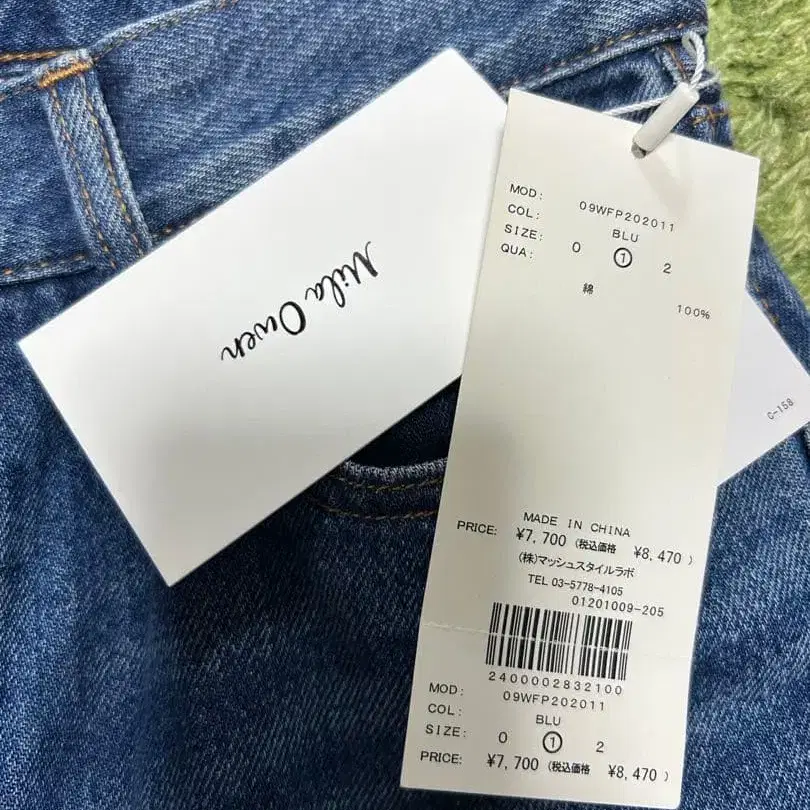 Mila Owen
MOD: 09WFP202011
COL: BLU
SIZE: 0 ① 2
QUA: 綿 100%
C-158
MADE IN CHINA
PRICE: ¥7,700 (税込価格 ¥8,470)
(株)マッシュスタイルラボ
TEL 03-5778-4105
01201009-205
2400002832100
MOD: 09WFP202011
COL: BLU
SIZE: 0 ① 2
PRICE: ¥7,700 (税込価格 ¥8,470)